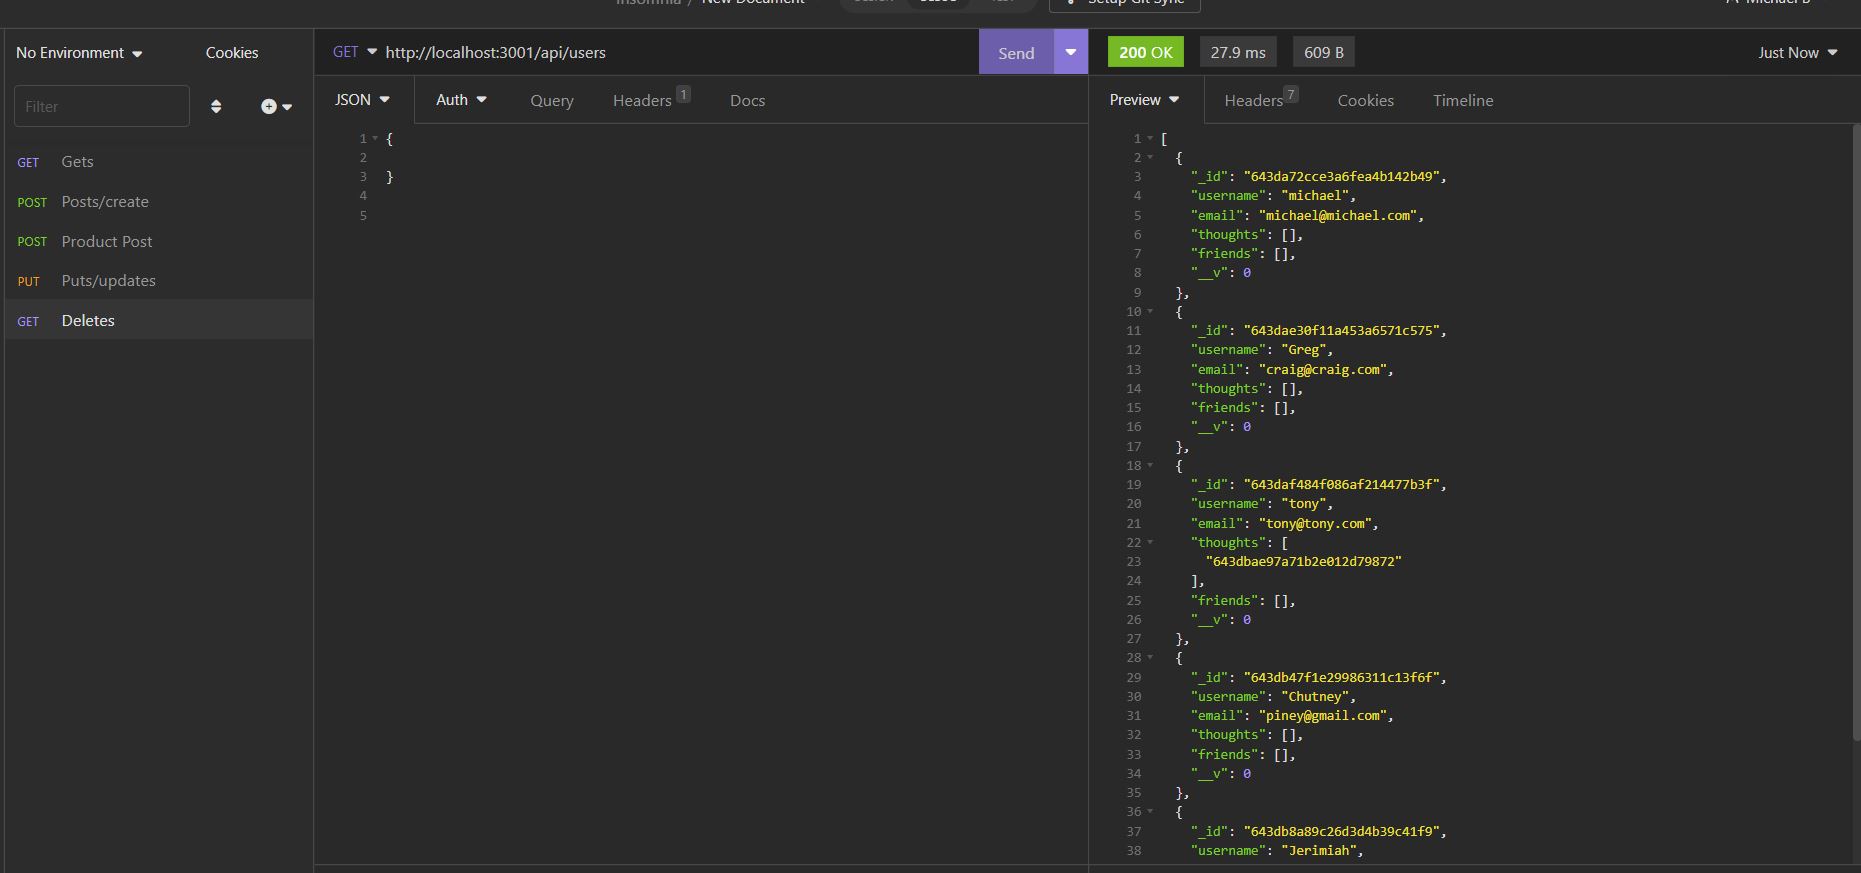 Insomnia / New Document
Setup Git Sync
Michael B
No Environment
Cookies
GET http://localhost:3001/api/users
Send
200 OK
27.9 ms
609 B
Just Now
Filter
JSON
Auth
Query
Headers 1
Docs
Preview
Headers 7
Cookies
Timeline
GET Gets
POST Posts/create
POST Product Post
PUT Puts/updates
GET Deletes
1 {
2
3 }
4
5
1 [
2 {
3 "_id": "643da72cce3a6fea4b142b49",
4 "username": "michael",
5 "email": "michael@michael.com",
6 "thoughts": [],
7 "friends": [],
8 "__v": 0
9 },
10 {
11 "_id": "643dae30f11a453a6571c575",
12 "username": "Greg",
13 "email": "craig@craig.com",
14 "thoughts": [],
15 "friends": [],
16 "__v": 0
17 },
18 {
19 "_id": "643daf484f086af214477b3f",
20 "username": "tony",
21 "email": "tony@tony.com",
22 "thoughts": [
23 "643dbae97a71b2e012d79872"
24 ],
25 "friends": [],
26 "__v": 0
27 },
28 {
29 "_id": "643db47f1e29986311c13f6f",
30 "username": "Chutney",
31 "email": "piney@gmail.com",
32 "thoughts": [],
33 "friends": [],
34 "__v": 0
35 },
36 {
37 "_id": "643db8a89c26d3d4b39c41f9",
38 "username": "Jerimiah",